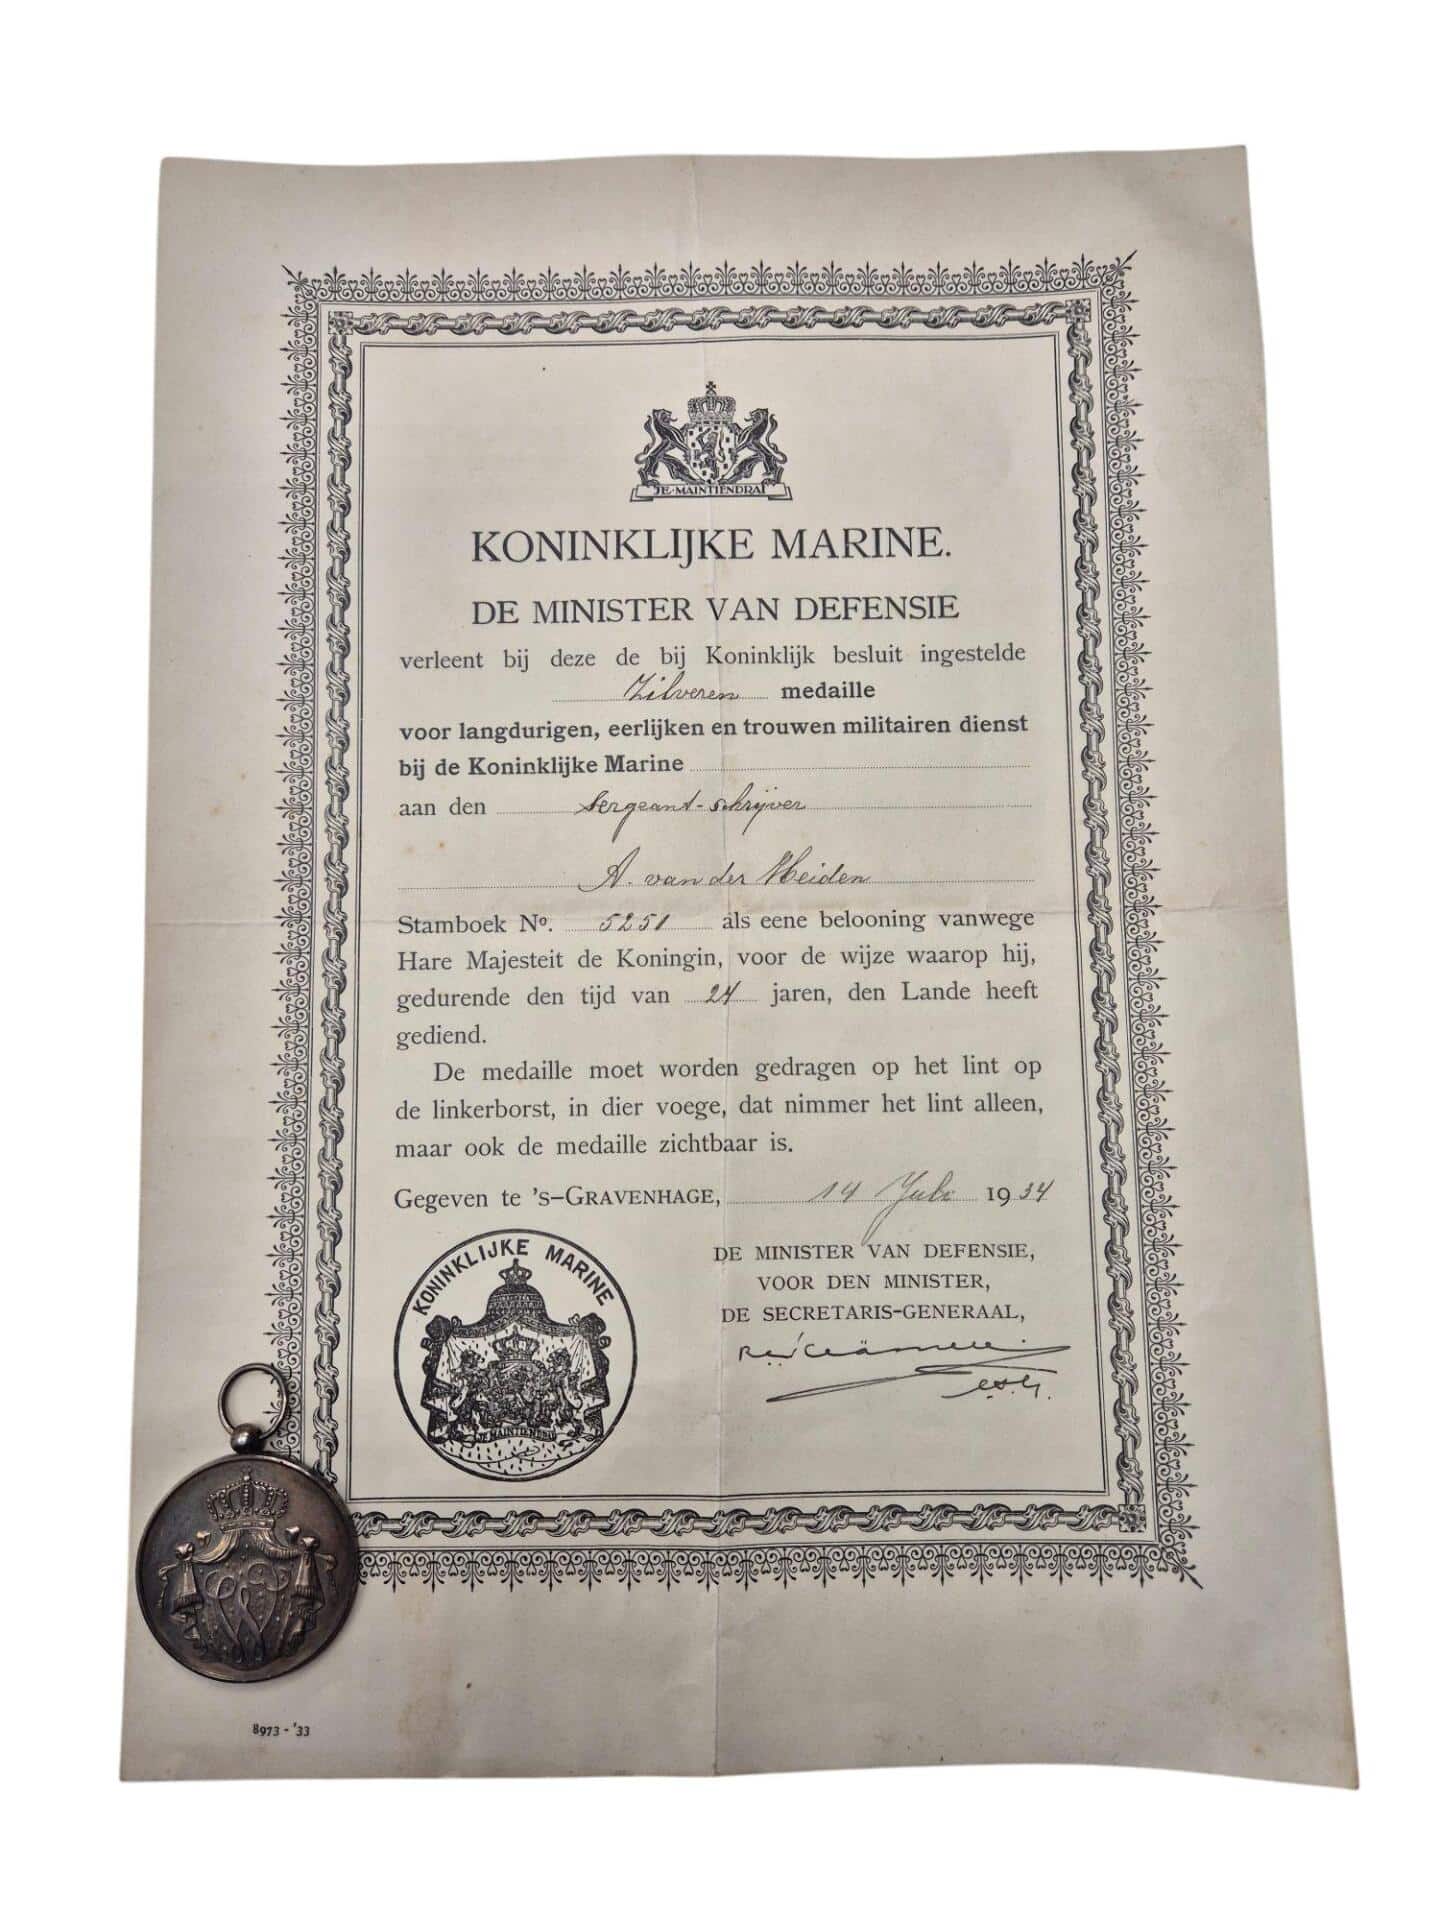 JE·MAINTIENDRAI
KONINKLIJKE MARINE.
DE MINISTER VAN DEFENSIE
verleent bij deze de bij Koninklijk besluit ingestelde
Zilveren medaille
voor langdurigen, eerlijken en trouwen militairen dienst
bij de Koninklijke Marine
aan den sergeant-schrijver
A. van der Heiden
Stamboek No. 5251 als eene belooning vanwege
Hare Majesteit de Koningin, voor de wijze waarop hij,
gedurende den tijd van 24 jaren, den Lande heeft
gediend.
De medaille moet worden gedragen op het lint op
de linkerborst, in dier voege, dat nimmer het lint alleen,
maar ook de medaille zichtbaar is.
Gegeven te 's-GRAVENHAGE, 14 Juli 1934
DE MINISTER VAN DEFENSIE,
VOOR DEN MINISTER,
DE SECRETARIS-GENERAAL,
KONINKLIJKE MARINE
JE MAINTIENDRAI
8973 - '33